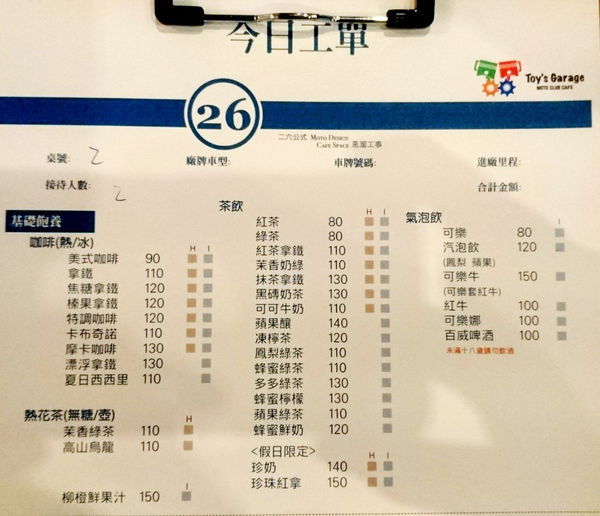 今日工單
Toy's Garage
MOTO CLUB CAFE
26
二六公式 MOTO DESIGN
CAFE SPACE 思溜工事
桌號: 2
廠牌車型:
車牌號碼:
進廠里程:
接待人數: 2
合計金額:
基礎飽養
咖啡(熱/冰) H I
美式咖啡 90
拿鐵 110
焦糖拿鐵 120
榛果拿鐵 120
特調咖啡 120
卡布奇諾 110
摩卡咖啡 130
漂浮拿鐵 130
夏日西西里 110
熱花茶(無糖/壺) H
茉香綠茶 110
高山烏龍 110
I
柳橙鮮果汁 150
茶飲 H I
紅茶 80
綠茶 80
紅茶拿鐵 110
茉香奶綠 110
抹茶拿鐵 130
黑磚奶茶 130
可可牛奶 110
蘋果釀 140
凍檸茶 120
鳳梨綠茶 110
蜂蜜綠茶 110
多多綠茶 130
蜂蜜檸檬 130
蘋果綠茶 110
蜂蜜鮮奶 120
<假日限定> H I
珍奶 140
珍珠紅拿 150
氣泡飲 I
可樂 80
汽泡飲 120
(鳳梨 蘋果)
可樂牛 150
(可樂套紅牛)
紅牛 100
可樂娜 100
百威啤酒 100
未滿十八歲請勿飲酒